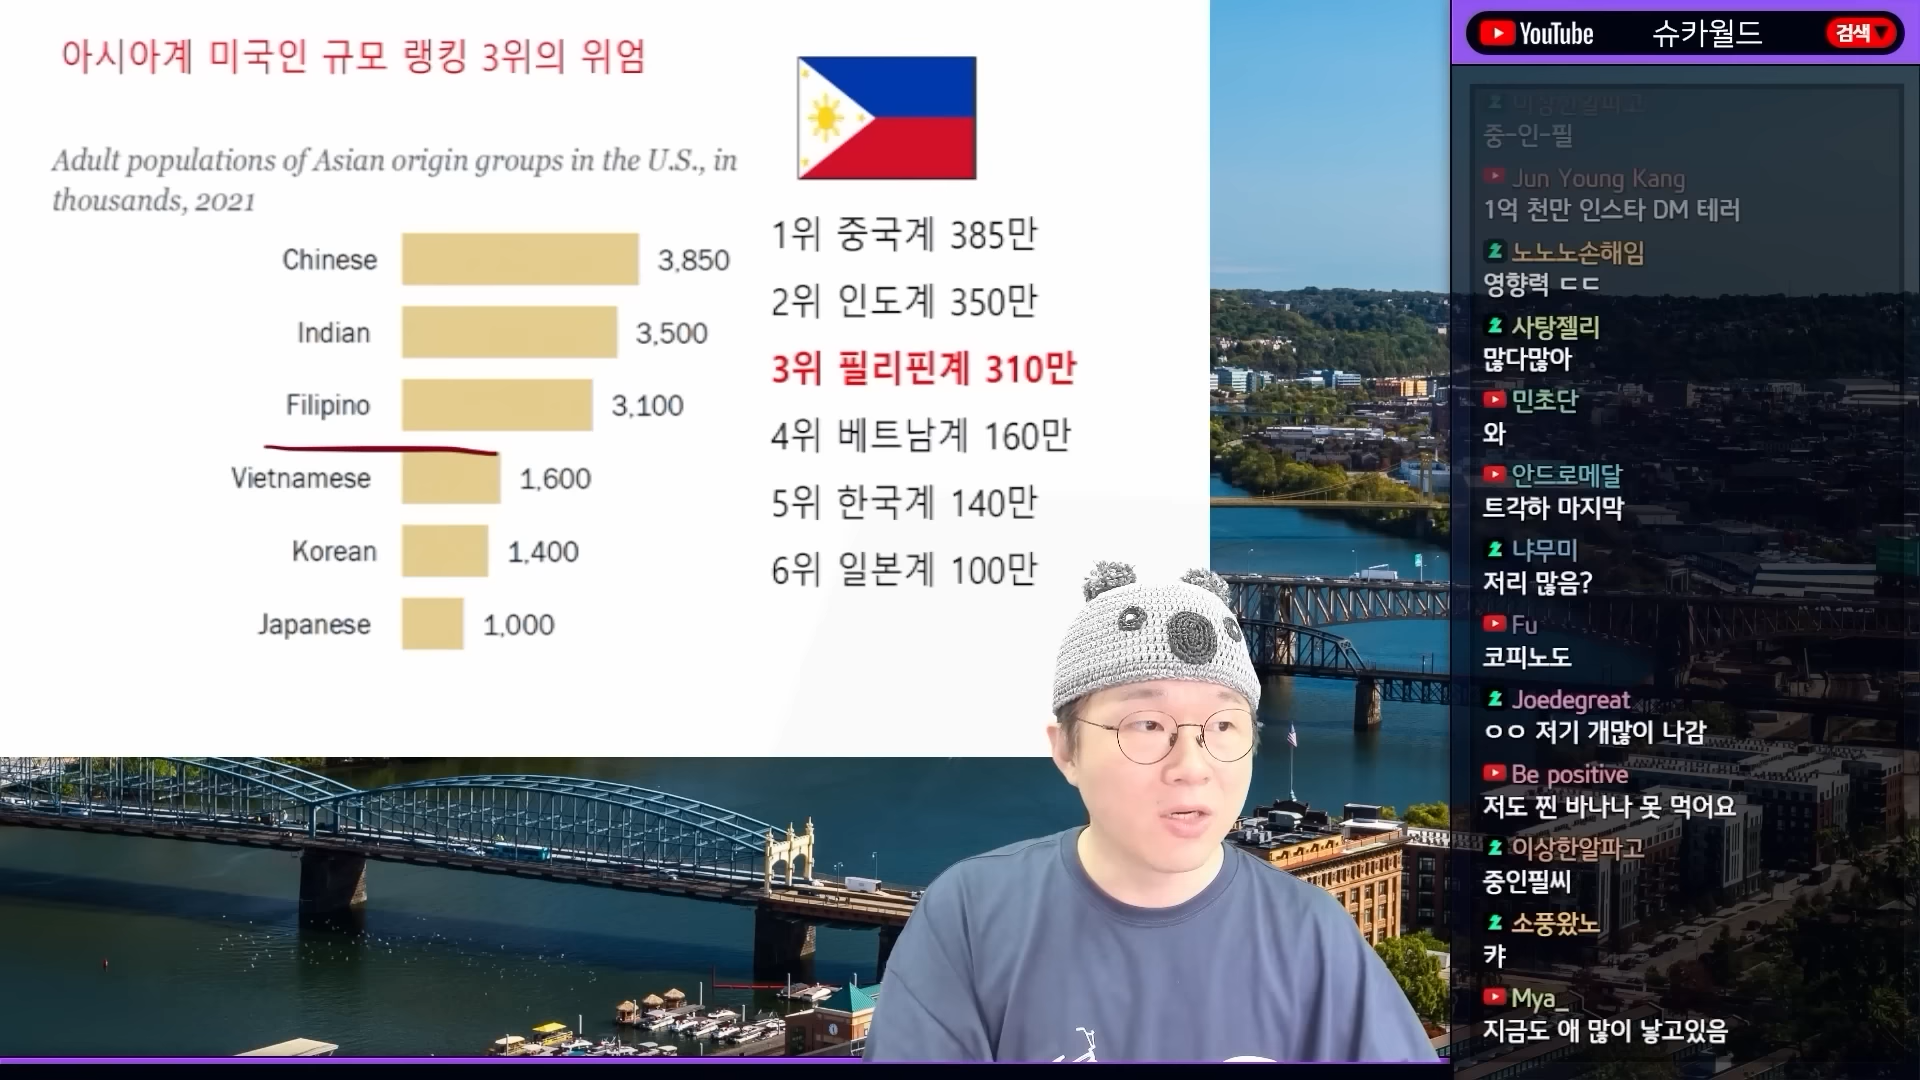 아시아계 미국인 규모 랭킹 3위의 위엄
Adult populations of Asian origin groups in the U.S., in
thousands, 2021
Chinese 3,850
Indian 3,500
Filipino 3,100
Vietnamese 1,600
Korean 1,400
Japanese 1,000
1위 중국계 385만
2위 인도계 350만
3위 필리핀계 310만
4위 베트남계 160만
5위 한국계 140만
6위 일본계 100만
YouTube 슈카월드 검색
이상한알파고
중-인-필
Jun Young Kang
1억 천만 인스타 DM 테러
노노노손해임
영향력 ㄷㄷ
사탕젤리
많다많아
민초단
와
안드로메달
트각하 마지막
냐무미
저리 많음?
Fu
코피노도
Joedegreat
ㅇㅇ 저기 개많이 나감
Be positive
저도 찐 바나나 못 먹어요
이상한알파고
중인필씨
소풍왔노
캬
Mya_
지금도 애 많이 낳고있음